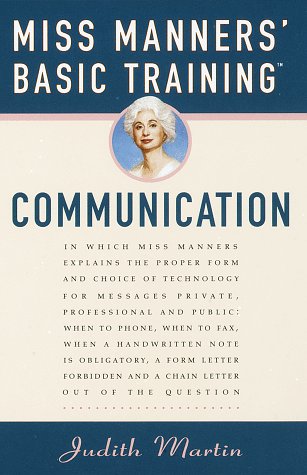 MISS MANNERS'
BASIC TRAINING™
COMMUNICATION
IN WHICH MISS MANNERS
EXPLAINS THE PROPER FORM
AND CHOICE OF TECHNOLOGY
FOR MESSAGES PRIVATE,
PROFESSIONAL AND PUBLIC:
WHEN TO PHONE, WHEN TO FAX,
WHEN A HANDWRITTEN NOTE
IS OBLIGATORY, A FORM LETTER
FORBIDDEN AND A CHAIN LETTER
OUT OF THE QUESTION
Judith Martin